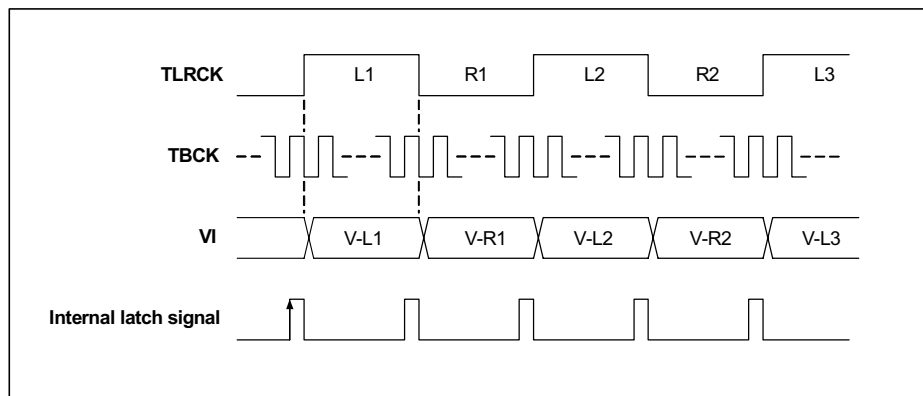 TLRCK L1 R1 L2 R2 L3
TBCK
VI V-L1 V-R1 V-L2 V-R2 V-L3
Internal latch signal